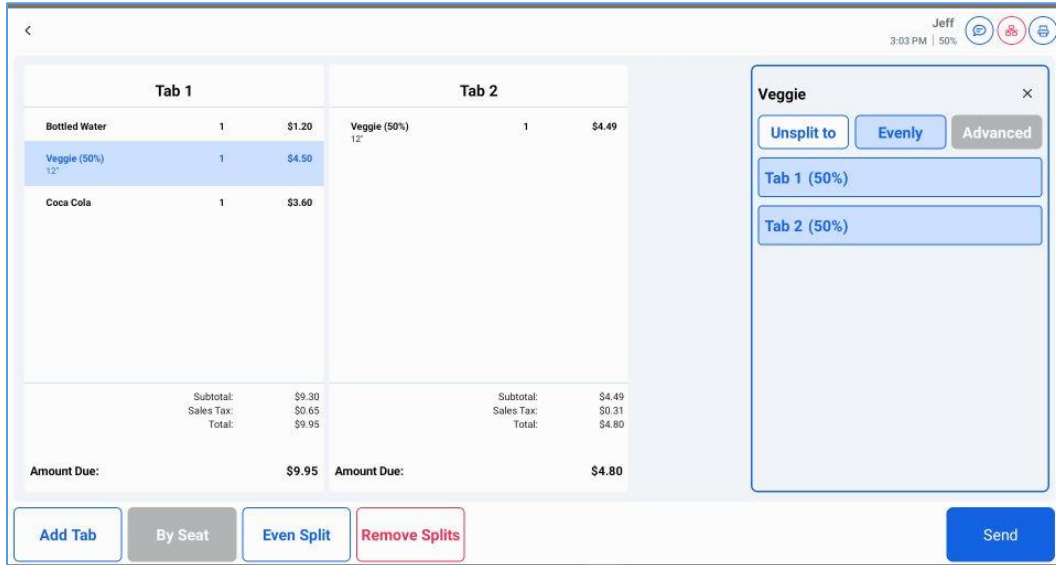 Jeff
3:03 PM | 50%
Tab 1
Bottled Water 1 $1.20
Veggie (50%) 1 $4.50
12"
Coca Cola 1 $3.60
Subtotal: $9.30
Sales Tax: $0.65
Total: $9.95
Amount Due: $9.95
Tab 2
Veggie (50%) 1 $4.49
12"
Subtotal: $4.49
Sales Tax: $0.31
Total: $4.80
Amount Due: $4.80
Veggie
Unsplit to Evenly Advanced
Tab 1 (50%)
Tab 2 (50%)
Add Tab By Seat Even Split Remove Splits Send